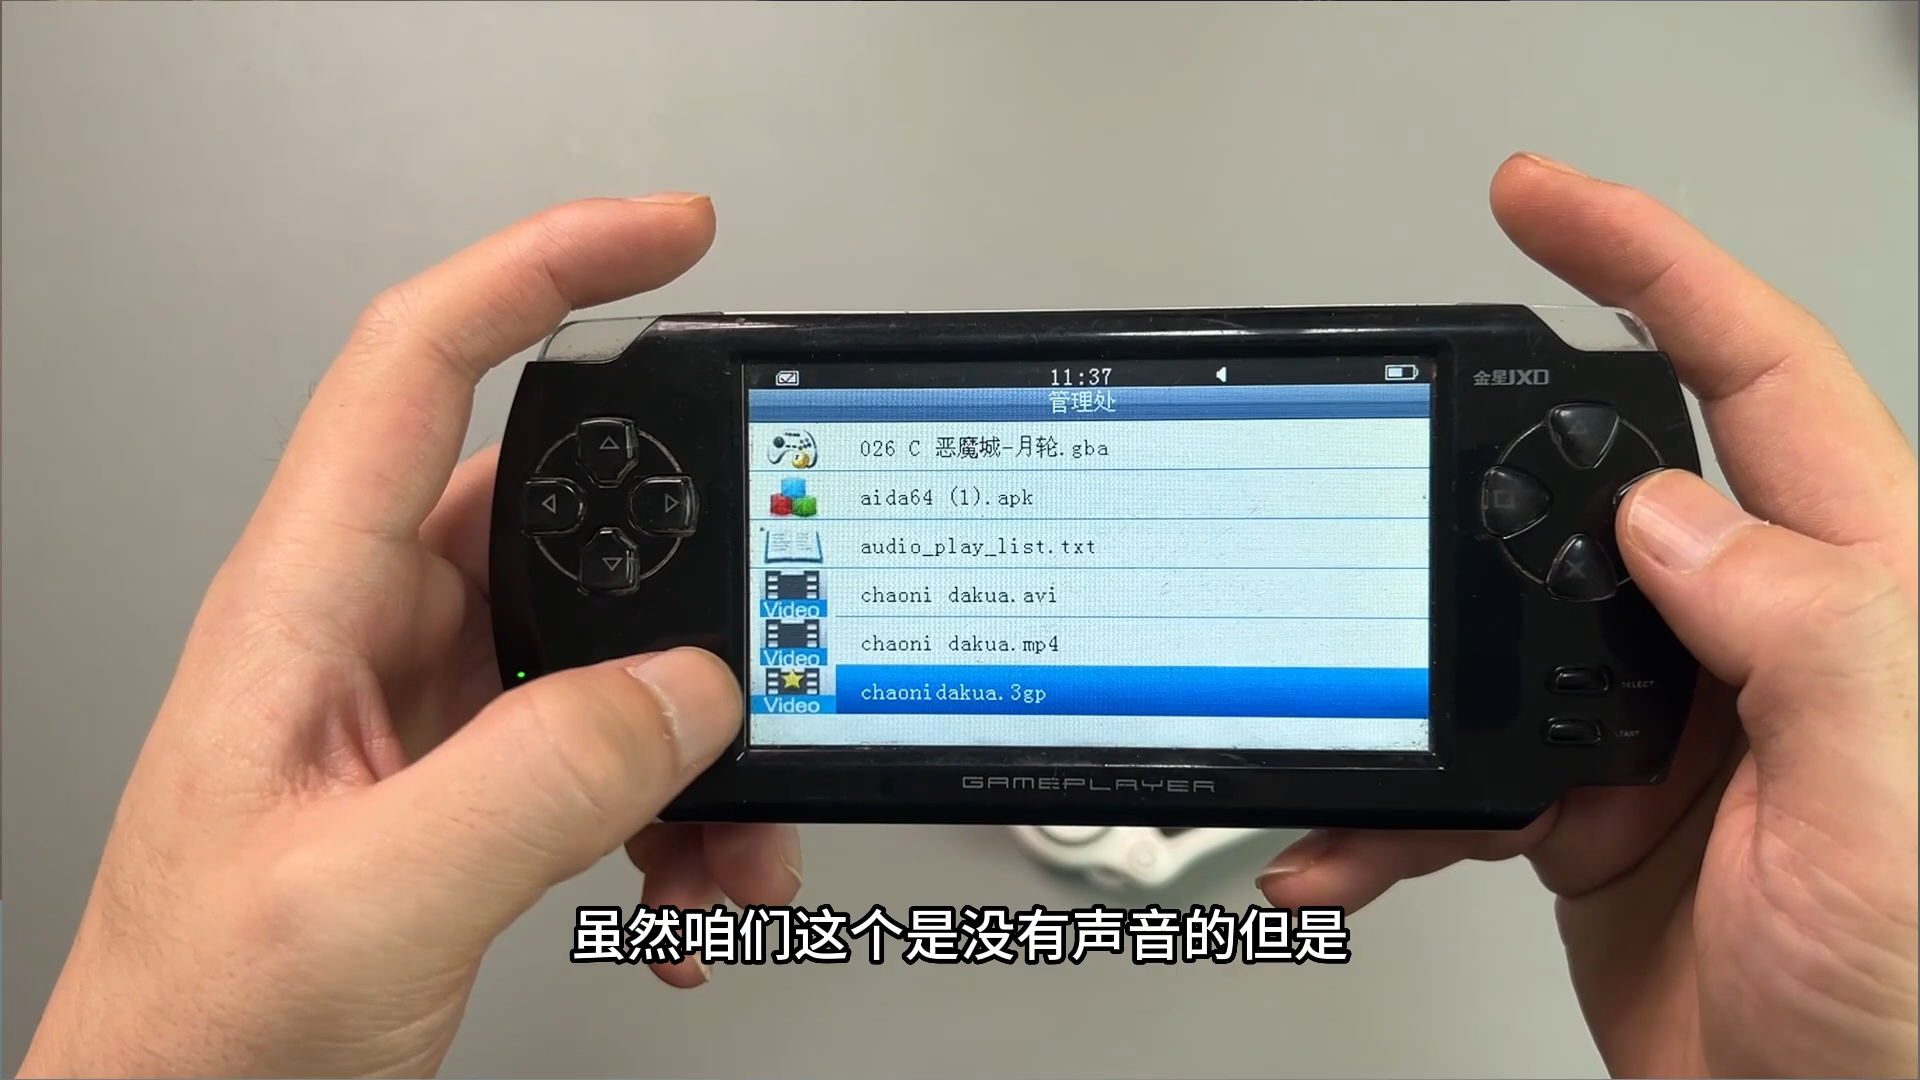 11:37
管理处
金星JXD
026 C 恶魔城-月轮.gba
aida64 (1).apk
audio_play_list.txt
Video
chaoni dakua.avi
Video
chaoni dakua.mp4
Video
chaonidakua.3gp
SELECT
START
GAMEPLAYER
虽然咱们这个是没有声音的但是